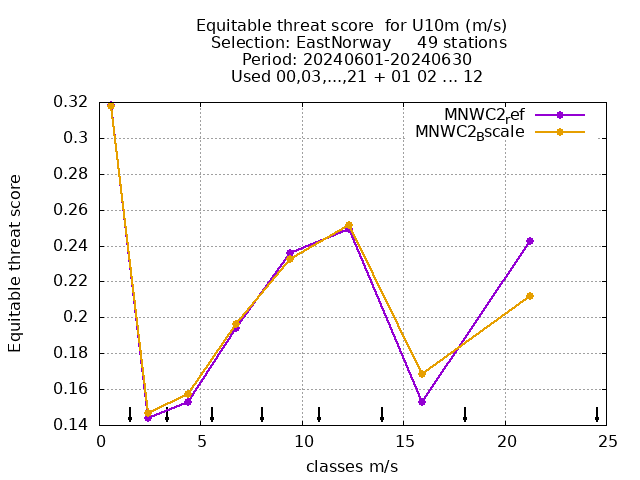 Equitable threat score  for U10m (m/s)
Selection: EastNorway     49 stations
Period: 20240601-20240630
Used 00,03,...,21 + 01 02 ... 12
MNWC2ref
MNWC2Bscale
0.32
0.3
0.28
0.26
0.24
0.22
0.2
0.18
0.16
0.14
Equitable threat score
0 5 10 15 20 25
classes m/s